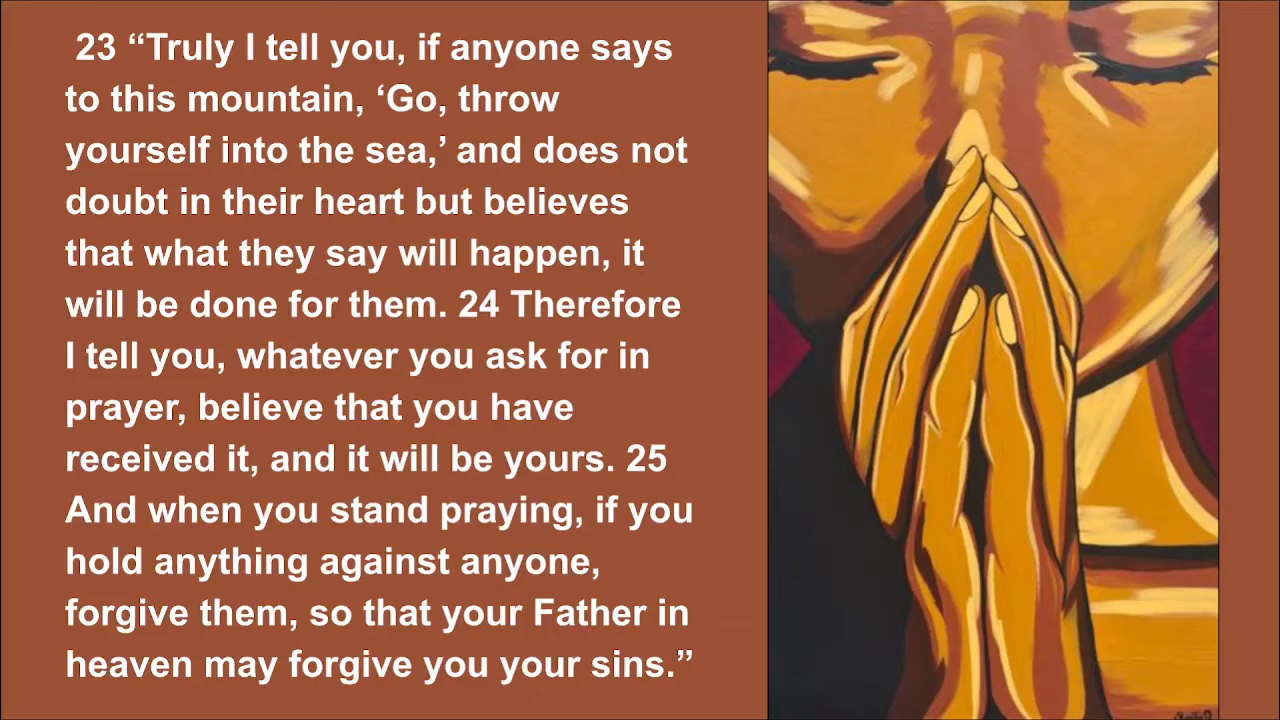 23 “Truly I tell you, if anyone says
to this mountain, ‘Go, throw
yourself into the sea,’ and does not
doubt in their heart but believes
that what they say will happen, it
will be done for them. 24 Therefore
I tell you, whatever you ask for in
prayer, believe that you have
received it, and it will be yours. 25
And when you stand praying, if you
hold anything against anyone,
forgive them, so that your Father in
heaven may forgive you your sins.”